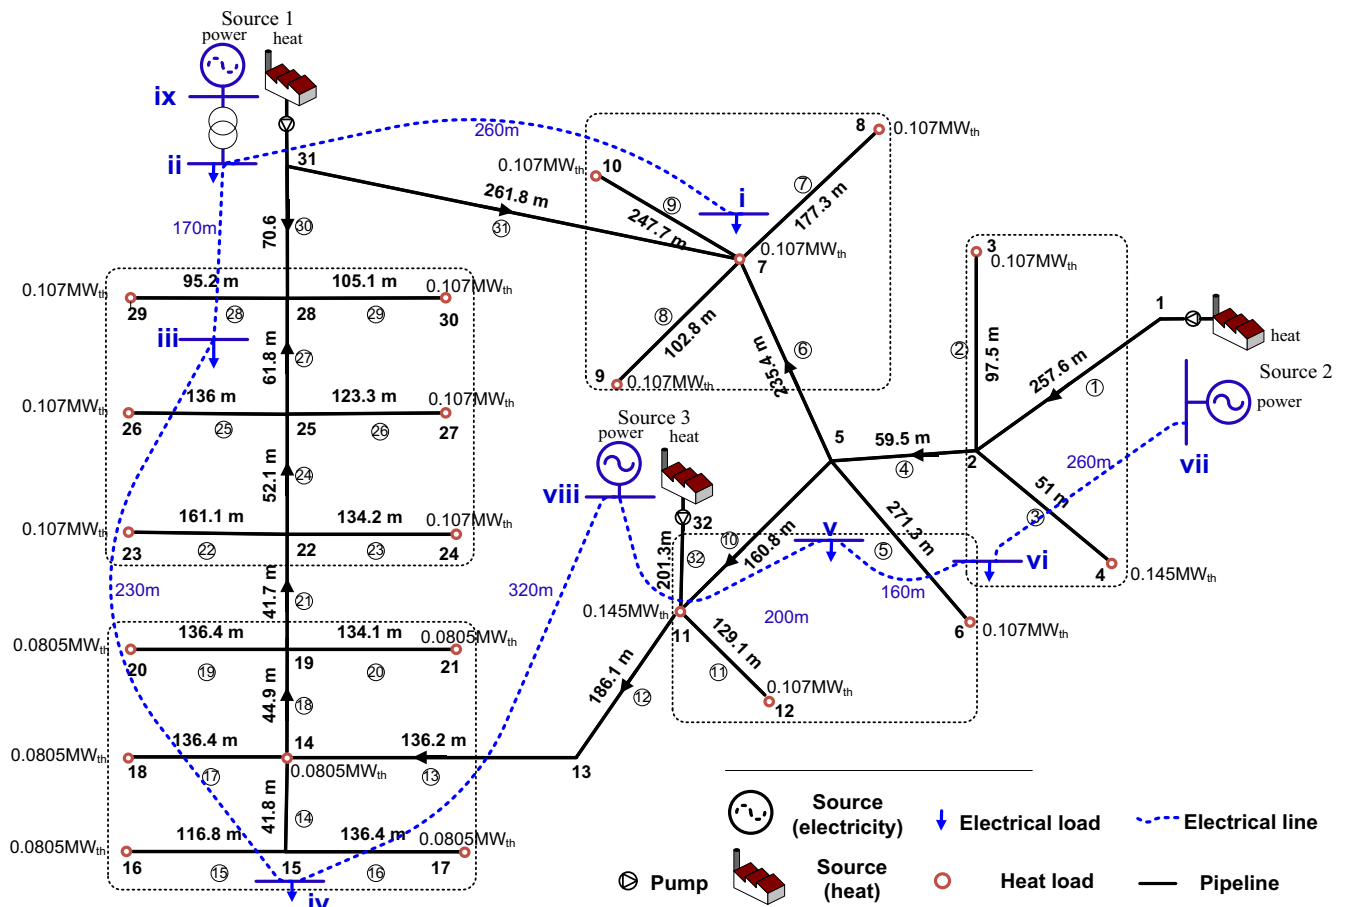 Source 1
power
heat
ix
ii
31
260m
170m
70.6
30
261.8 m
31
8
0.107MWth
10
0.107MWth
9
247.7 m
7
177.3 m
i
0.107MWth
7
8
102.8 m
9
0.107MWth
6
235.4 m
3
0.107MWth
2
97.5 m
1
257.6 m
1
heat
Source 2
power
vii
260m
95.2 m
105.1 m
0.107MWth
0.107MWth
29
28
28
29
30
iii
61.8 m
27
136 m
123.3 m
0.107MWth
0.107MWth
26
25
25
26
27
52.1 m
24
161.1 m
134.2 m
0.107MWth
0.107MWth
23
22
22
23
24
41.7 m
21
230m
136.4 m
134.1 m
0.0805MWth
0.0805MWth
20
19
19
20
21
44.9 m
18
136.4 m
14
136.2 m
0.0805MWth
18
17
0.0805MWth
13
13
41.8 m
14
116.8 m
136.4 m
0.0805MWth
0.0805MWth
16
15
15
16
17
iv
Source 3
power
heat
viii
320m
32
201.3m
32
10
160.8 m
5
59.5 m
4
2
51 m
3
v
5
271.3 m
vi
4
0.145MWth
160m
200m
6
0.107MWth
0.145MWth
11
129.1 m
11
0.107MWth
12
186.1 m
12
Source
(electricity)
Electrical load
Electrical line
Pump
Source
(heat)
Heat load
Pipeline